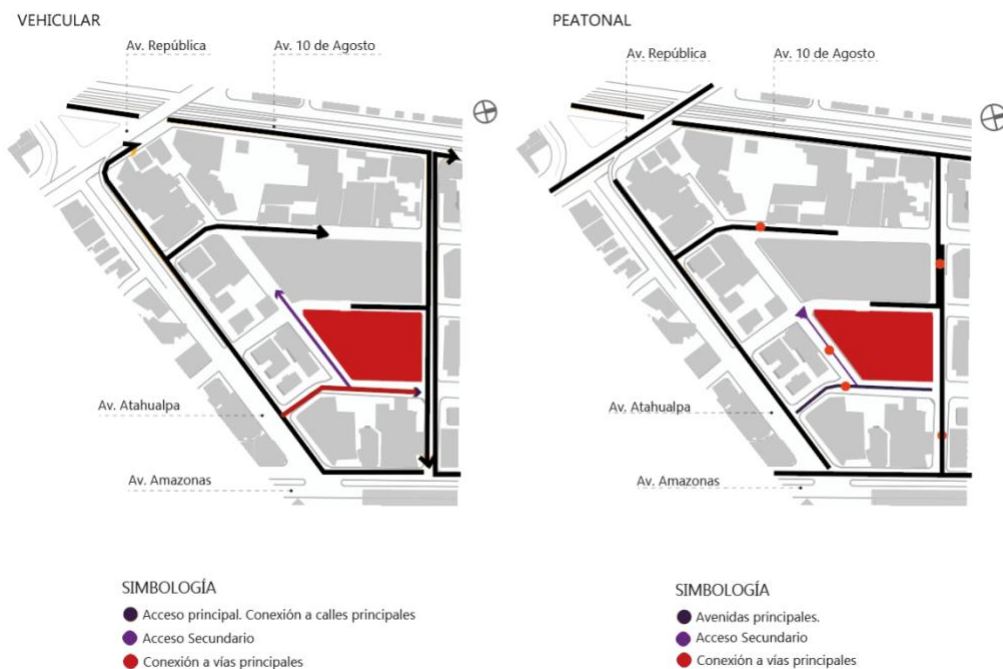 VEHICULAR
Av. República
Av. 10 de Agosto
Av. Atahualpa
Av. Amazonas
SIMBOLOGÍA
Acceso principal. Conexión a calles principales
Acceso Secundario
Conexión a vías principales
PEATONAL
Av. República
Av. 10 de Agosto
Av. Atahualpa
Av. Amazonas
SIMBOLOGÍA
Avenidas principales.
Acceso Secundario
Conexión a vías principales